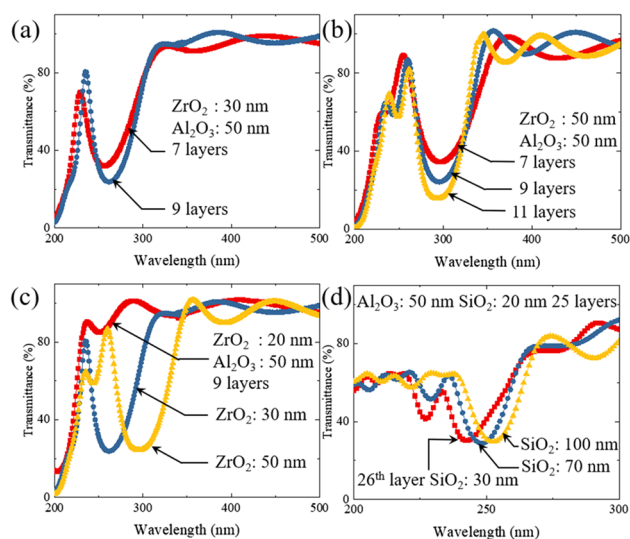 (a)
Transmittance (%)
80
40
0
ZrO₂ : 30 nm
Al₂O₃: 50 nm
7 layers
9 layers
200 300 400 500
Wavelength (nm)
(b)
Transmittance (%)
80
40
0
ZrO₂ : 50 nm
Al₂O₃: 50 nm
7 layers
9 layers
11 layers
200 300 400 500
Wavelength (nm)
(c)
Transmittance (%)
80
40
0
ZrO₂ : 20 nm
Al₂O₃: 50 nm
9 layers
ZrO₂: 30 nm
ZrO₂: 50 nm
200 300 400 500
Wavelength (nm)
(d)
Transmittance (%)
80
40
0
Al₂O₃: 50 nm SiO₂: 20 nm 25 layers
SiO₂: 100 nm
SiO₂: 70 nm
26th layer SiO₂: 30 nm
200 250 300
Wavelength (nm)